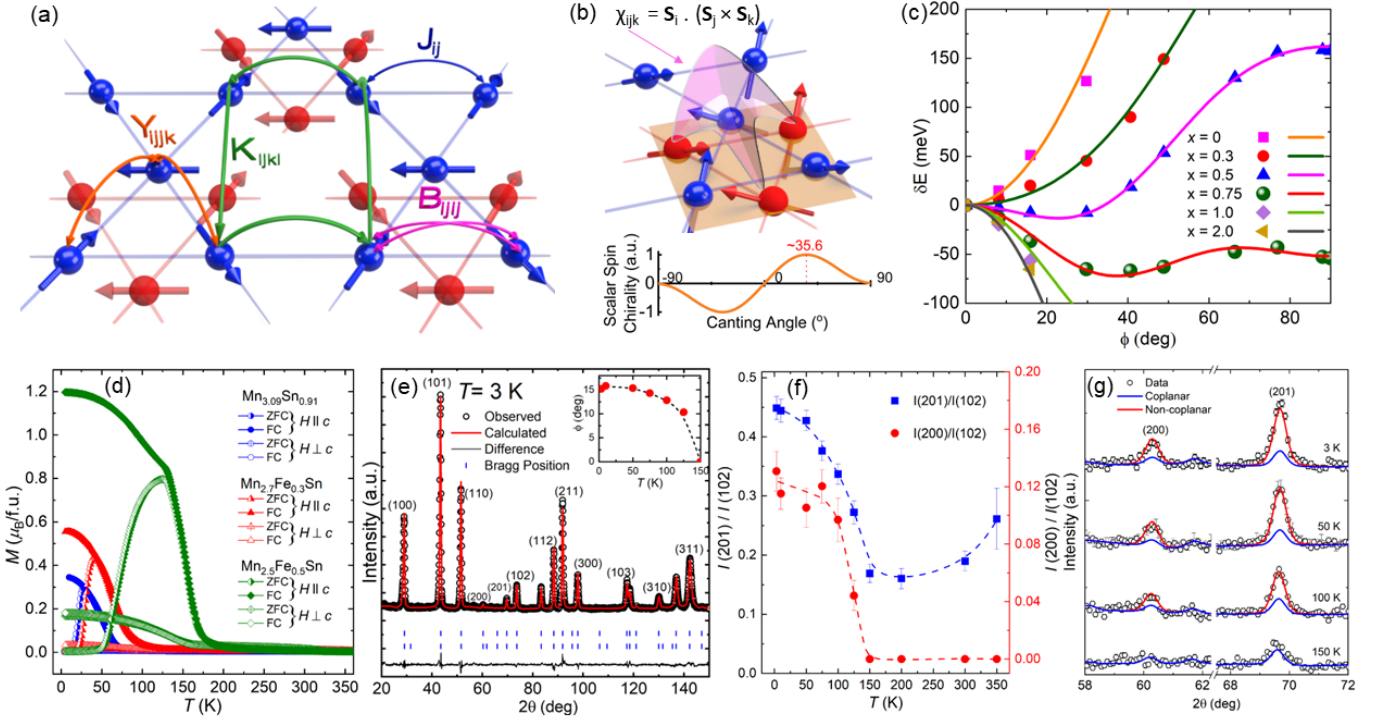 (a)
J_ij
Y_ijjk
K_ijkl
B_ijij
(b)
χ_ijk = S_i . (S_j × S_k)
Scalar Spin
Chirality (a.u.)
1
0
-1
-90
0
90
~35.6
Canting Angle (°)
(c)
δE (meV)
200
150
100
50
0
-50
-100
x = 0
x = 0.3
x = 0.5
x = 0.75
x = 1.0
x = 2.0
0 20 40 60 80
ϕ (deg)
(d)
M (μ_B/f.u.)
1.2
1.0
0.8
0.6
0.4
0.2
0.0
Mn3.09Sn0.91
ZFC
FC
H || c
ZFC
FC
H ⊥ c
Mn2.7Fe0.3Sn
ZFC
FC
H || c
ZFC
FC
H ⊥ c
Mn2.5Fe0.5Sn
ZFC
FC
H || c
ZFC
FC
H ⊥ c
0 50 100 150 200 250 300 350
T (K)
(e)
T = 3 K
Intensity (a.u.)
Observed
Calculated
Difference
Bragg Position
(100)
(101)
(110)
(200)
(201)
(102)
(112)
(211)
(300)
(103)
(310)
(311)
ϕ (deg)
15
10
5
0
0 50 100 150
T (K)
20 40 60 80 100 120 140
2θ (deg)
(f)
I(201)/I(102)
I(200)/I(102)
I (201) / I (102)
0.5
0.4
0.3
0.2
0.1
0.0
0 50 100 150 200 250 300 350
T (K)
0.20
0.16
0.12
0.08
0.04
0.00
I (200) / I (102)
(g)
Intensity (a.u.)
Data
Coplanar
Non-coplanar
(200)
(201)
3 K
50 K
100 K
150 K
58 60 62 68 70 72
2θ (deg)